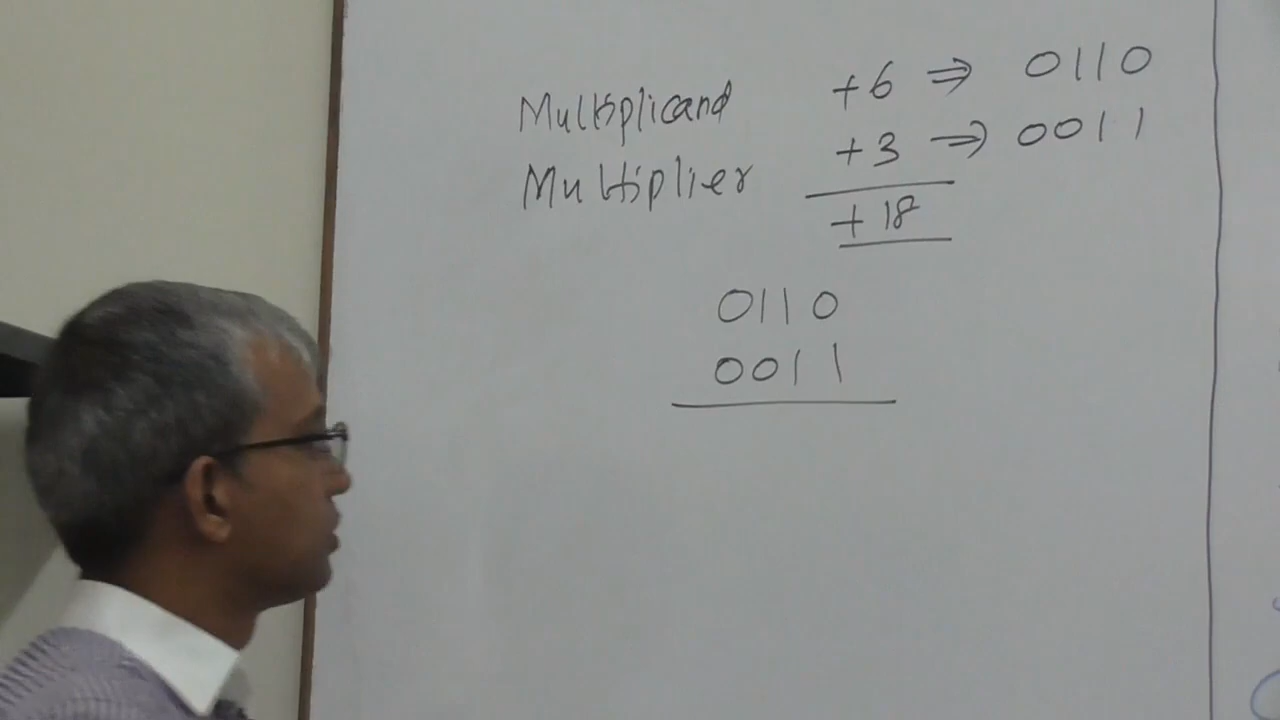 Multiplicand +6 ⇒ 0110
Multiplier +3 ⇒ 0011
+18
0110
0011